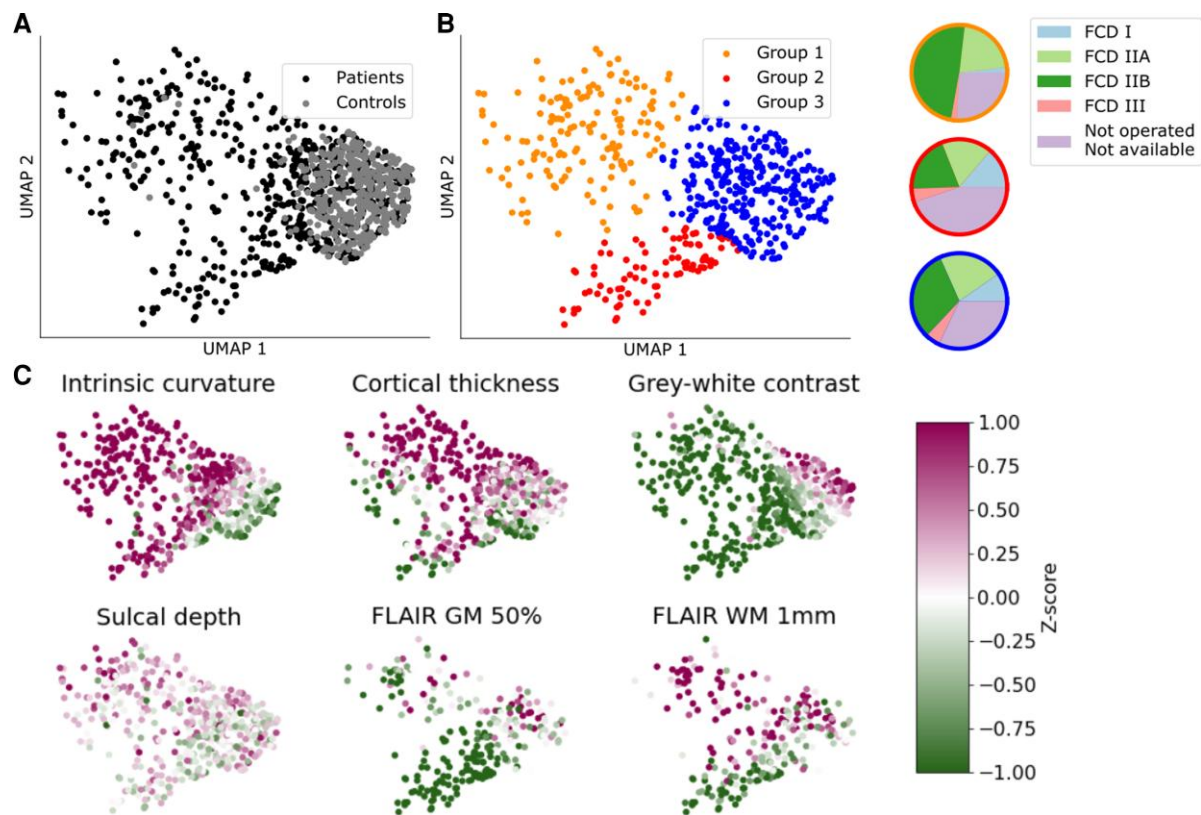 A
Patients
Controls
UMAP 2
UMAP 1
B
Group 1
Group 2
Group 3
UMAP 2
UMAP 1
FCD I
FCD IIA
FCD IIB
FCD III
Not operated
Not available
C
Intrinsic curvature
Cortical thickness
Grey-white contrast
Sulcal depth
FLAIR GM 50%
FLAIR WM 1mm
1.00
0.75
0.50
0.25
0.00
−0.25
−0.50
−0.75
−1.00
Z-score